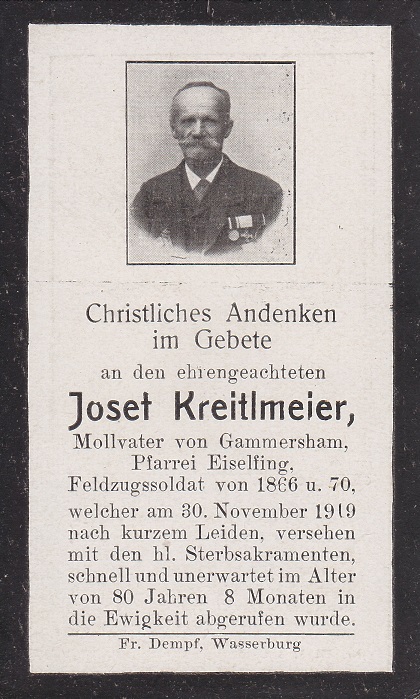 Christliches Andenken
im Gebete
an den ehrengeachteten
Josef Kreitlmeier,
Mollvater von Gammersham,
Pfarrei Eiselfing,
Feldzugssoldat von 1866 u. 70,
welcher am 30. November 1919
nach kurzem Leiden, versehen
mit den hl. Sterbsakramenten,
schnell und unerwartet im Alter
von 80 Jahren 8 Monaten in
die Ewigkeit abgerufen wurde.
Fr. Dempf, Wasserburg